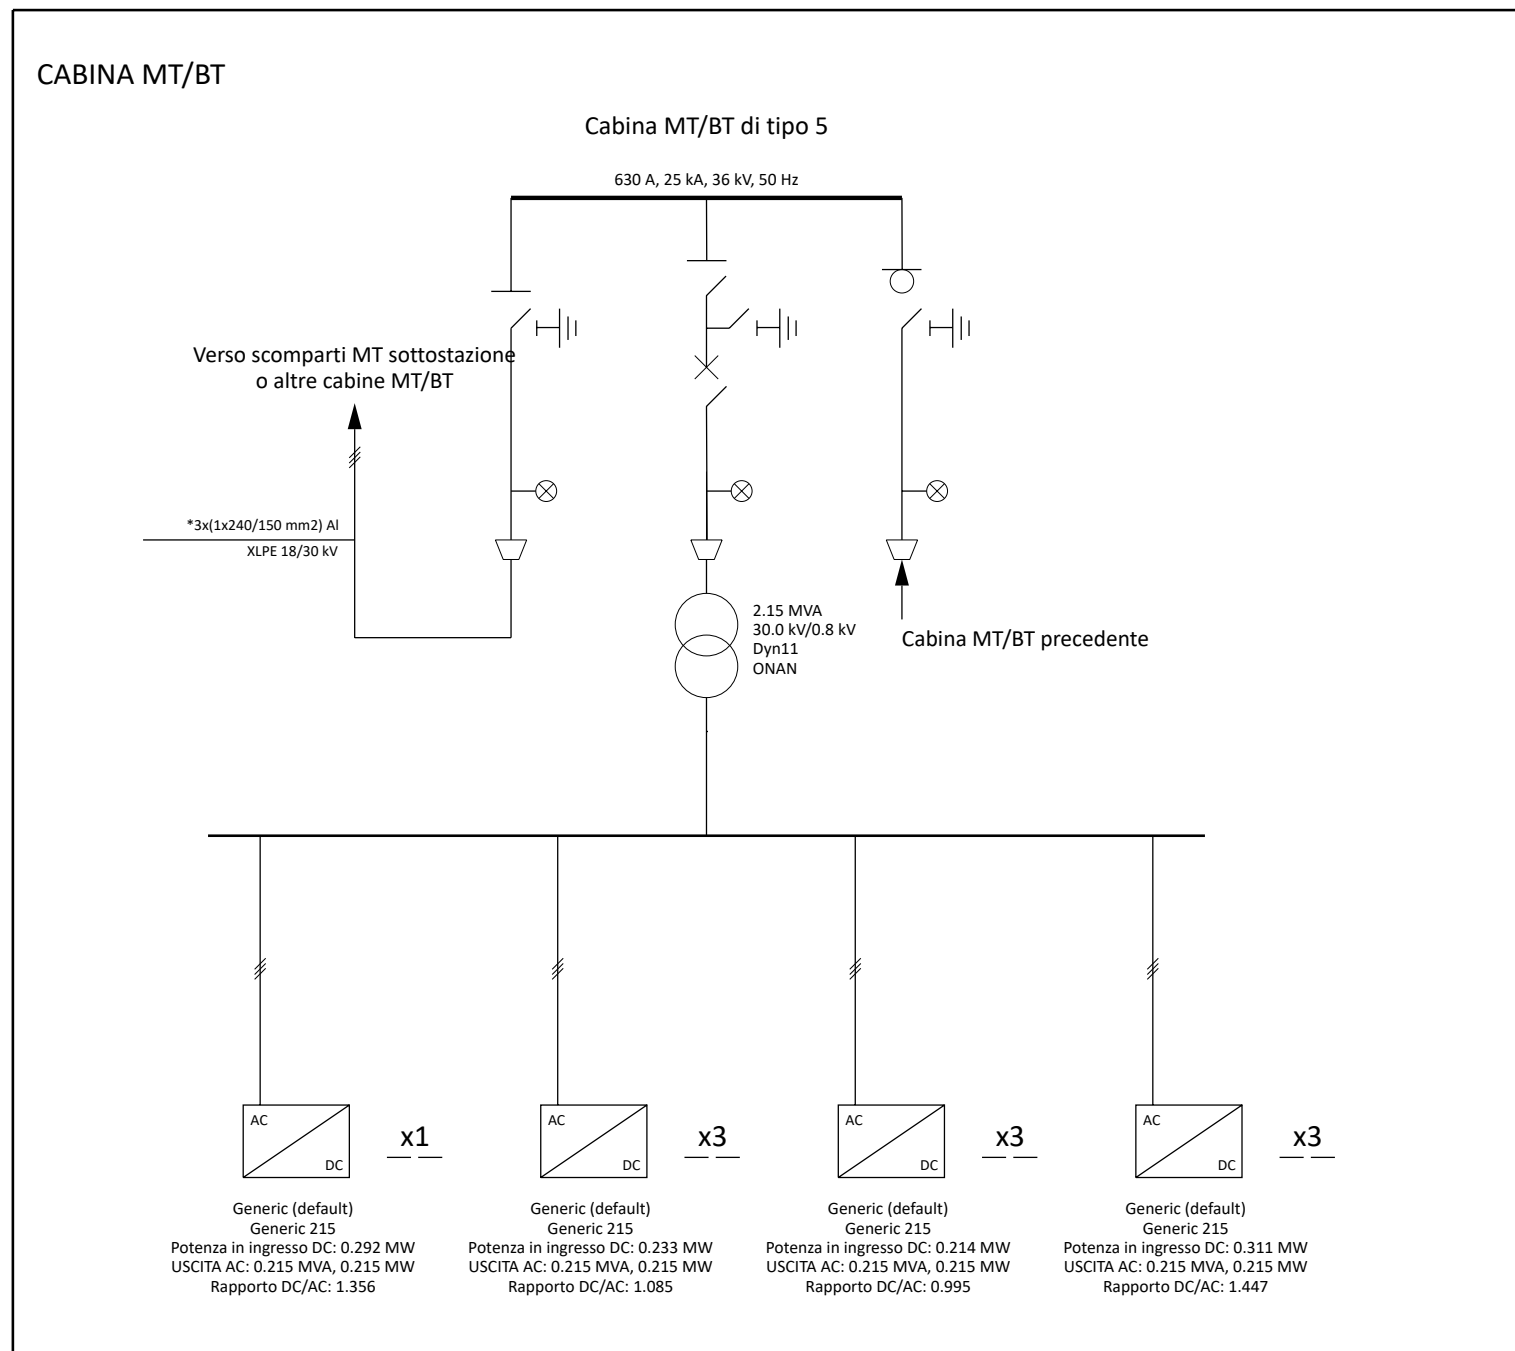 CABINA MT/BT
Cabina MT/BT di tipo 5
630 A, 25 kA, 36 kV, 50 Hz
Verso scomparti MT sottostazione
o altre cabine MT/BT
*3x(1x240/150 mm2) Al
XLPE 18/30 kV
2.15 MVA
30.0 kV/0.8 kV
Dyn11
ONAN
Cabina MT/BT precedente
AC
DC
x1
Generic (default)
Generic 215
Potenza in ingresso DC: 0.292 MW
USCITA AC: 0.215 MVA, 0.215 MW
Rapporto DC/AC: 1.356
AC
DC
x3
Generic (default)
Generic 215
Potenza in ingresso DC: 0.233 MW
USCITA AC: 0.215 MVA, 0.215 MW
Rapporto DC/AC: 1.085
AC
DC
x3
Generic (default)
Generic 215
Potenza in ingresso DC: 0.214 MW
USCITA AC: 0.215 MVA, 0.215 MW
Rapporto DC/AC: 0.995
AC
DC
x3
Generic (default)
Generic 215
Potenza in ingresso DC: 0.311 MW
USCITA AC: 0.215 MVA, 0.215 MW
Rapporto DC/AC: 1.447